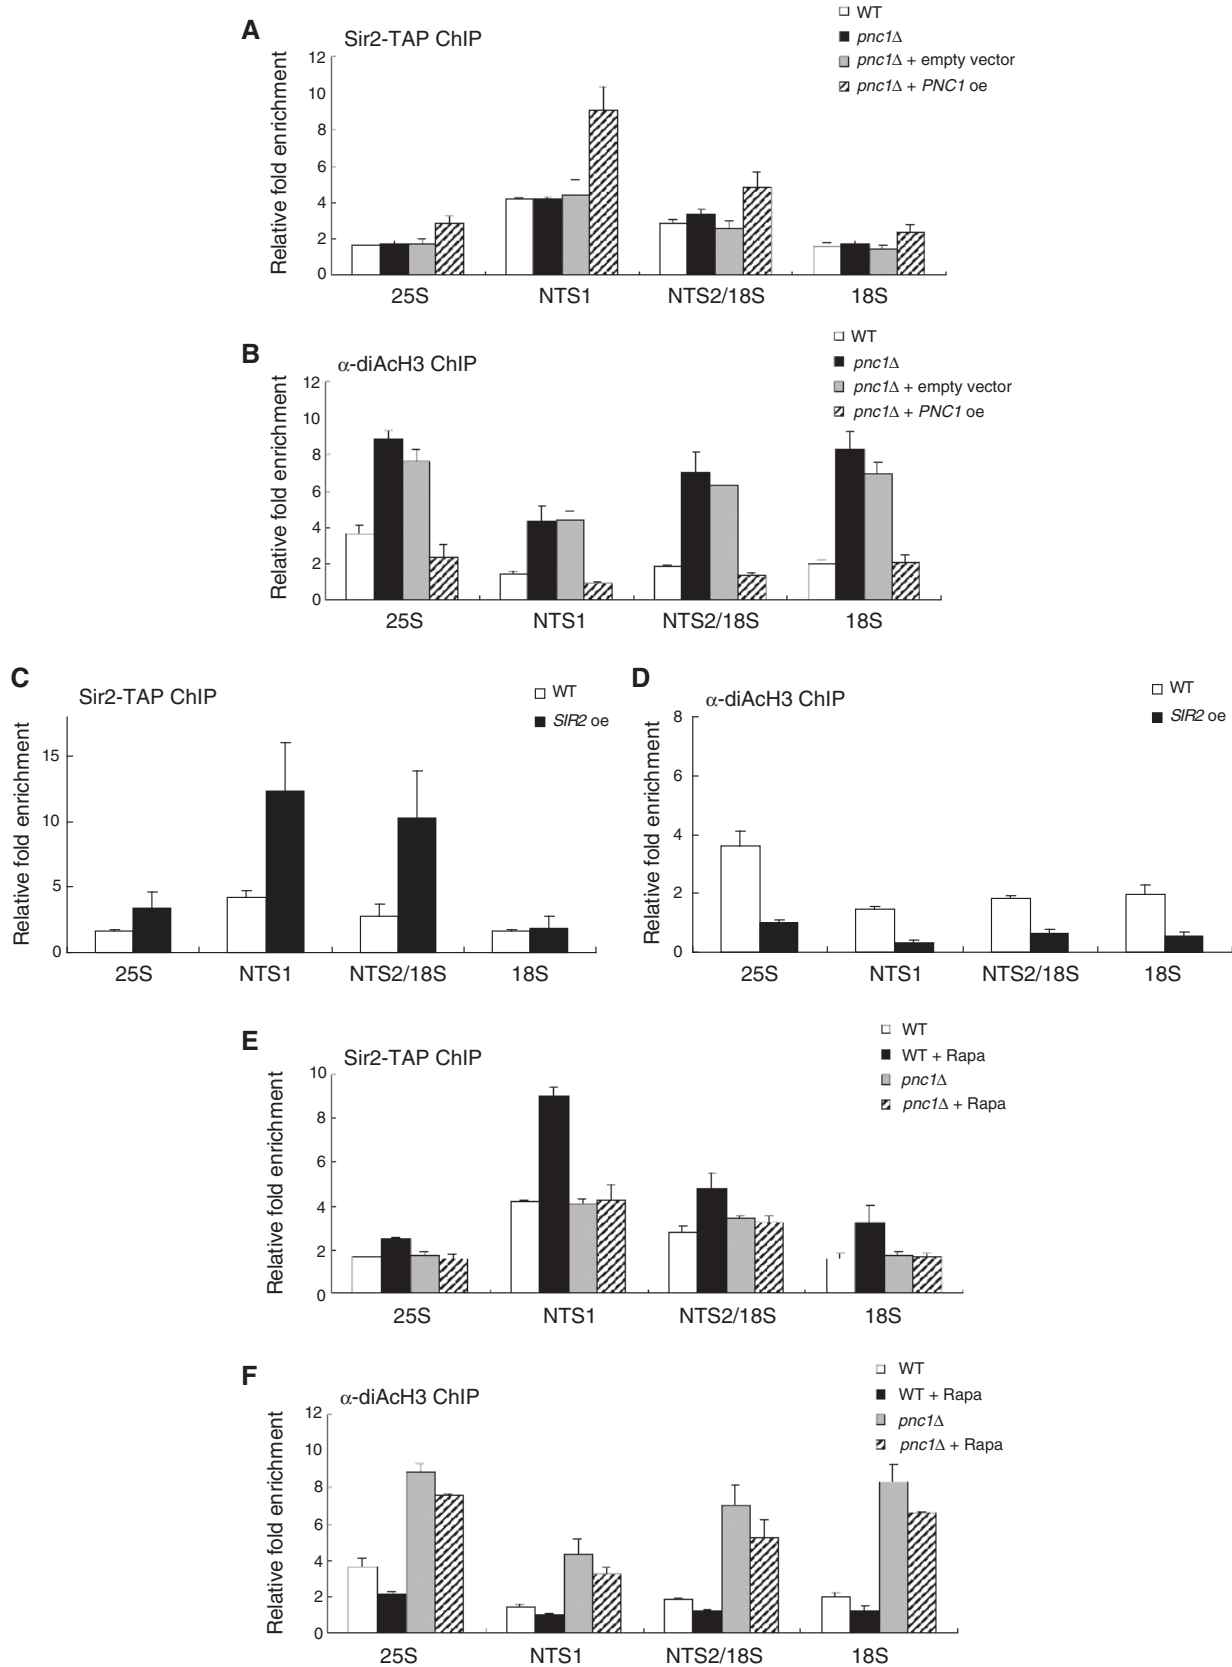 A
Sir2-TAP ChIP
WT
pnc1Δ
pnc1Δ + empty vector
pnc1Δ + PNC1 oe
Relative fold enrichment
12
10
8
6
4
2
0
25S NTS1 NTS2/18S 18S
B
α-diAcH3 ChIP
WT
pnc1Δ
pnc1Δ + empty vector
pnc1Δ + PNC1 oe
Relative fold enrichment
12
10
8
6
4
2
0
25S NTS1 NTS2/18S 18S
C
Sir2-TAP ChIP
WT
SIR2 oe
Relative fold enrichment
15
10
5
0
25S NTS1 NTS2/18S 18S
D
α-diAcH3 ChIP
WT
SIR2 oe
Relative fold enrichment
8
6
4
2
0
25S NTS1 NTS2/18S 18S
E
Sir2-TAP ChIP
WT
WT + Rapa
pnc1Δ
pnc1Δ + Rapa
Relative fold enrichment
10
8
6
4
2
0
25S NTS1 NTS2/18S 18S
F
α-diAcH3 ChIP
WT
WT + Rapa
pnc1Δ
pnc1Δ + Rapa
Relative fold enrichment
12
10
8
6
4
2
0
25S NTS1 NTS2/18S 18S